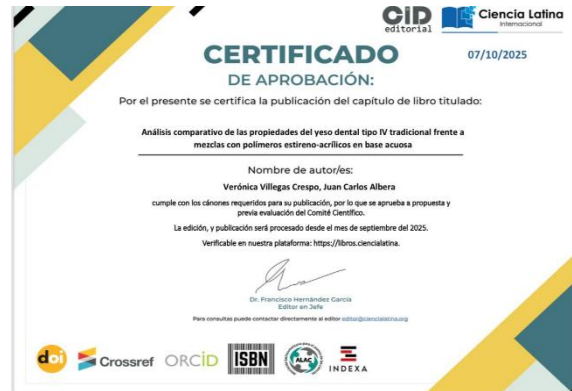 CID
editorial
Ciencia Latina
Internacional
CERTIFICADO
07/10/2025
DE APROBACIÓN:
Por el presente se certifica la publicación del capítulo de libro titulado:
Análisis comparativo de las propiedades del yeso dental tipo IV tradicional frente a
mezclas con polímeros estireno-acrílicos en base acuosa
Nombre de autor/es:
Verónica Villegas Crespo, Juan Carlos Albera
cumple con los cánones requeridos para su publicación, por lo que se aprueba a propuesta y
previa evaluación del Comité Científico.
La edición, y publicación será procesado desde el mes de septiembre del 2025.
Verificable en nuestra plataforma: https://libros.ciencialatina.
Dr. Francisco Hernández García
Editor en Jefe
Para consultas puede contactar directamente al editor editor@ciencialatina.org
doi
Crossref
ORCID
ISBN
ALAC
INDEXA